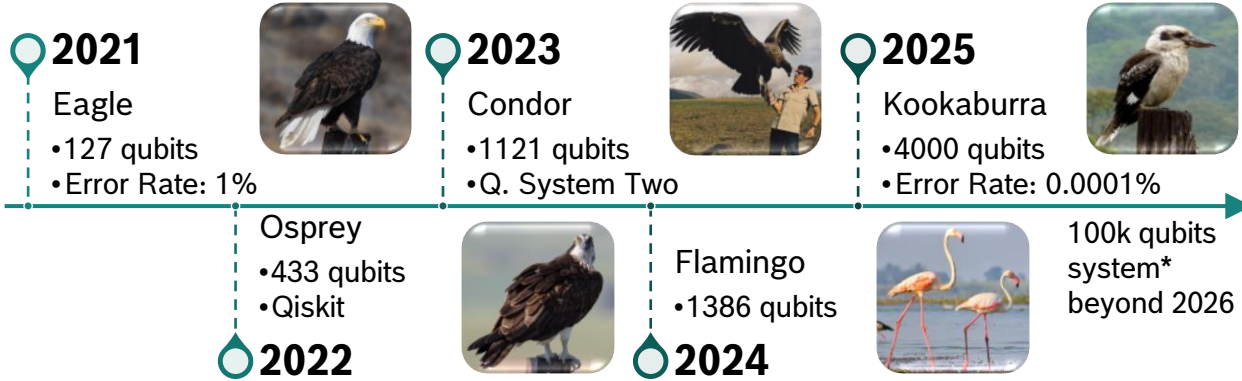 2021
Eagle
•127 qubits
•Error Rate: 1%
Osprey
•433 qubits
•Qiskit
2022
2023
Condor
•1121 qubits
•Q. System Two
Flamingo
•1386 qubits
2024
2025
Kookaburra
•4000 qubits
•Error Rate: 0.0001%
100k qubits
system*
beyond 2026